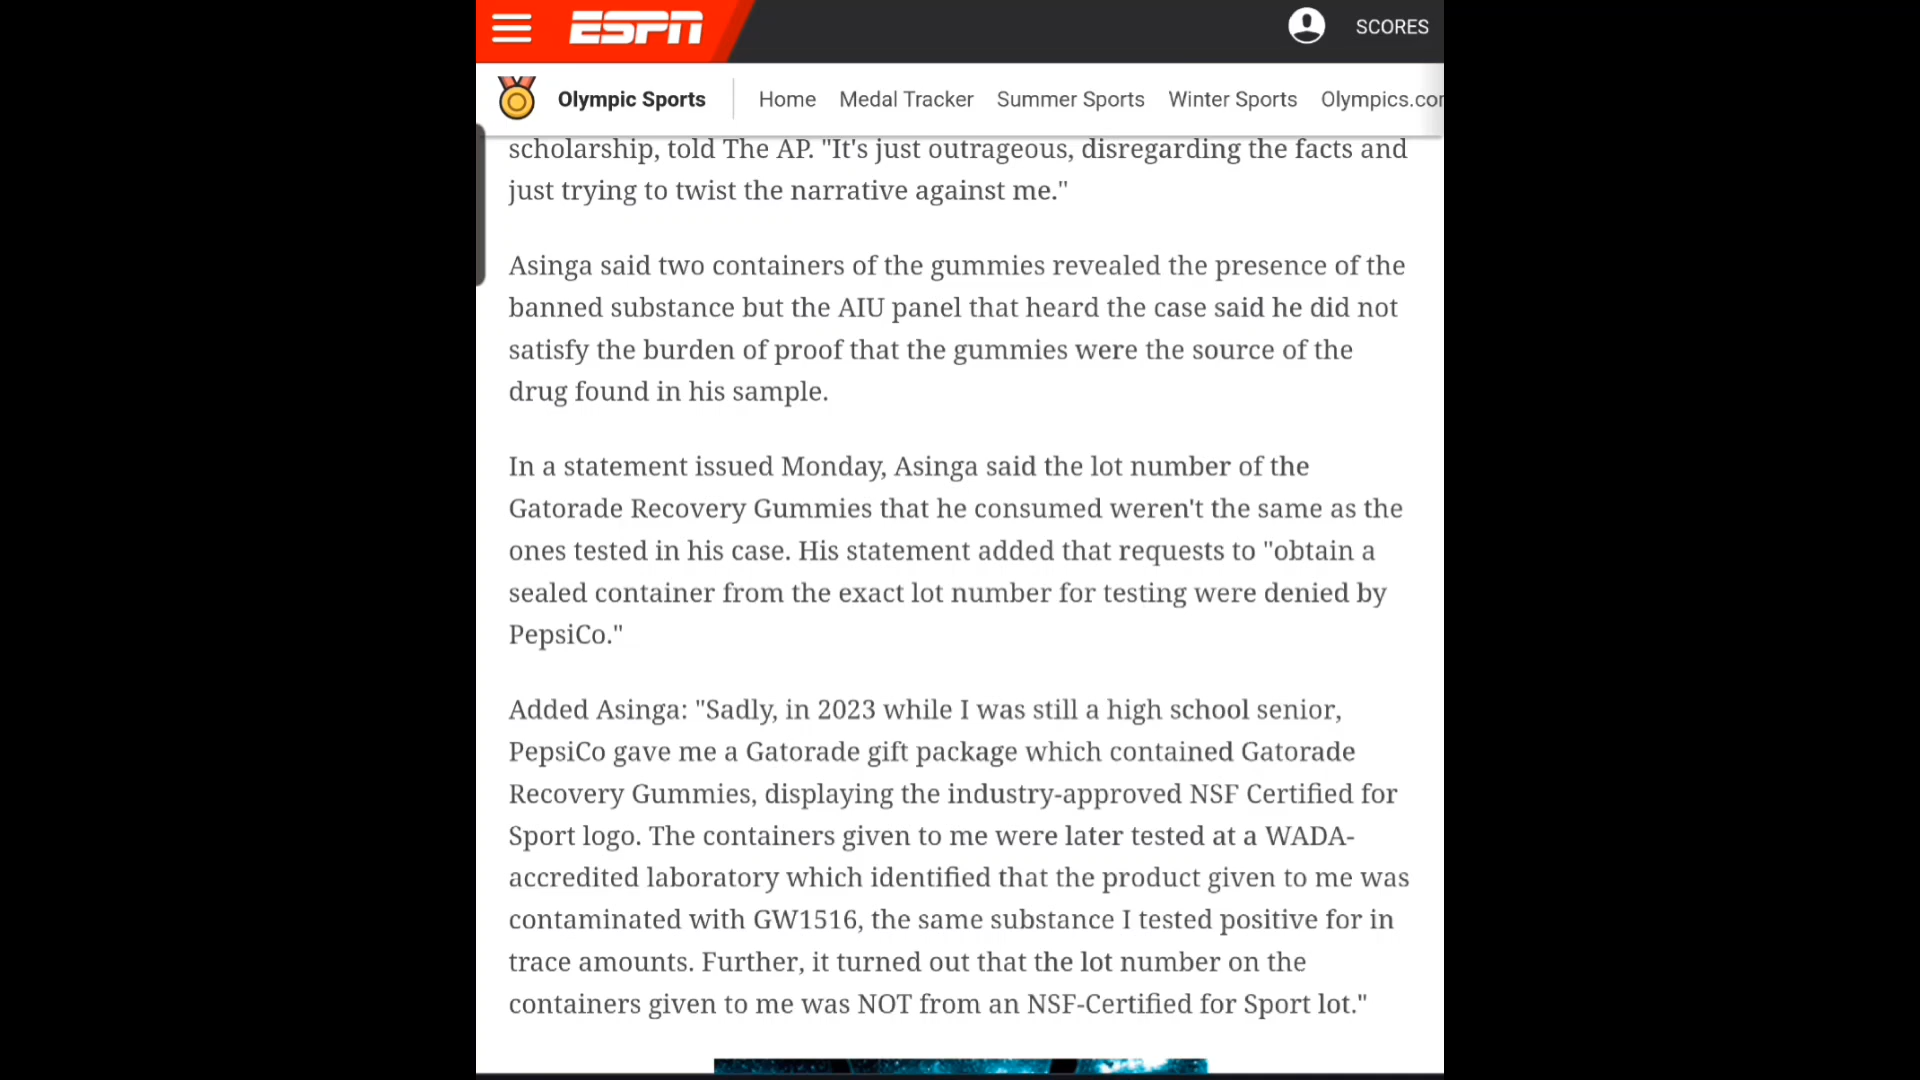 ESPN
SCORES
Olympic Sports
Home Medal Tracker Summer Sports Winter Sports Olympics.cor
scholarship, told The AP. "It's just outrageous, disregarding the facts and
just trying to twist the narrative against me."
Asinga said two containers of the gummies revealed the presence of the
banned substance but the AIU panel that heard the case said he did not
satisfy the burden of proof that the gummies were the source of the
drug found in his sample.
In a statement issued Monday, Asinga said the lot number of the
Gatorade Recovery Gummies that he consumed weren't the same as the
ones tested in his case. His statement added that requests to "obtain a
sealed container from the exact lot number for testing were denied by
PepsiCo."
Added Asinga: "Sadly, in 2023 while I was still a high school senior,
PepsiCo gave me a Gatorade gift package which contained Gatorade
Recovery Gummies, displaying the industry-approved NSF Certified for
Sport logo. The containers given to me were later tested at a WADA-
accredited laboratory which identified that the product given to me was
contaminated with GW1516, the same substance I tested positive for in
trace amounts. Further, it turned out that the lot number on the
containers given to me was NOT from an NSF-Certified for Sport lot."